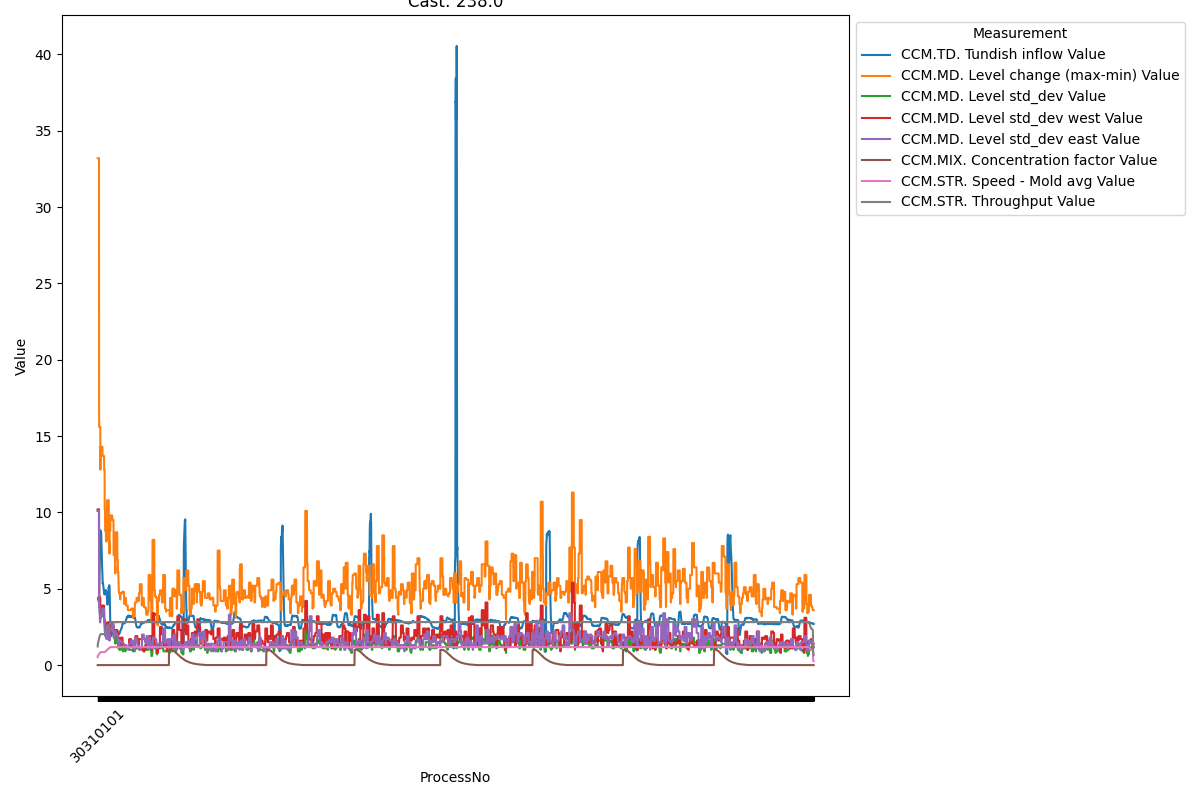 Cast: 238.0
Measurement
CCM.TD. Tundish inflow Value
CCM.MD. Level change (max-min) Value
CCM.MD. Level std_dev Value
CCM.MD. Level std_dev west Value
CCM.MD. Level std_dev east Value
CCM.MIX. Concentration factor Value
CCM.STR. Speed - Mold avg Value
CCM.STR. Throughput Value
Value
40
35
30
25
20
15
10
5
0
30310101
ProcessNo